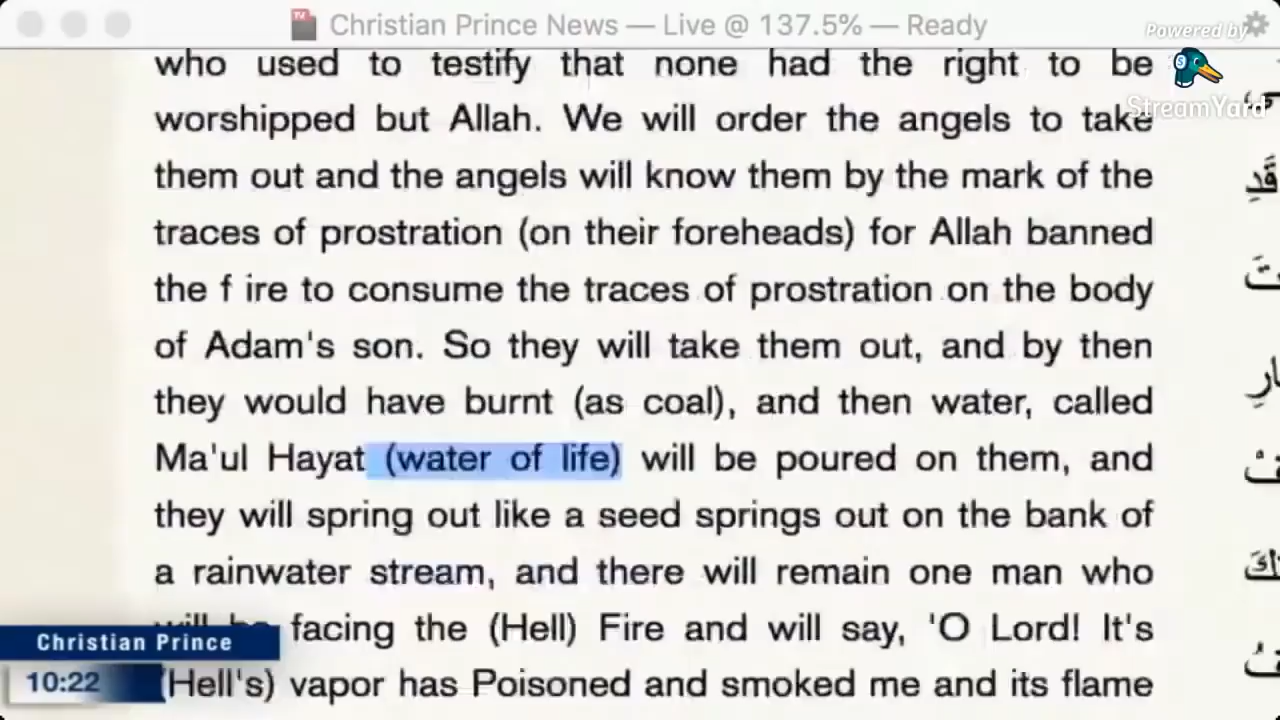 Christian Prince News — Live @ 137.5% — Ready
Powered by
StreamYard
who used to testify that none had the right to be
worshipped but Allah. We will order the angels to take
them out and the angels will know them by the mark of the
traces of prostration (on their foreheads) for Allah banned
the f ire to consume the traces of prostration on the body
of Adam's son. So they will take them out, and by then
they would have burnt (as coal), and then water, called
Ma'ul Hayat (water of life) will be poured on them, and
they will spring out like a seed springs out on the bank of
a rainwater stream, and there will remain one man who
will be facing the (Hell) Fire and will say, 'O Lord! It's
(Hell's) vapor has Poisoned and smoked me and its flame
Christian Prince
10:22